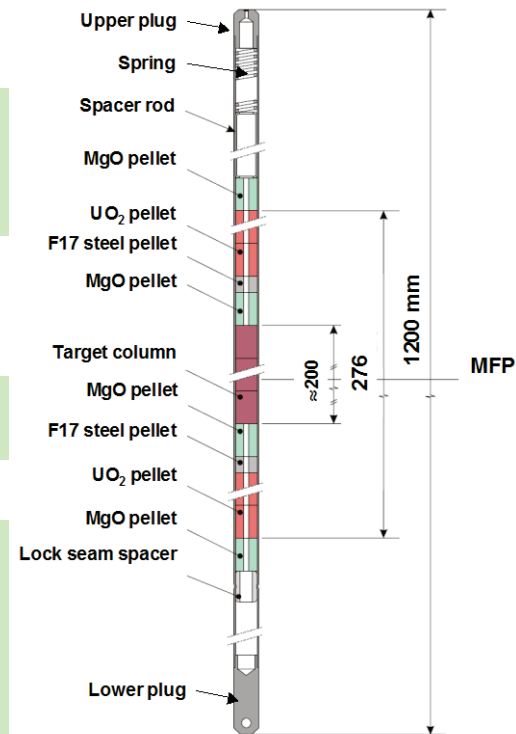 Upper plug
Spring
Spacer rod
MgO pellet
UO₂ pellet
F17 steel pellet
MgO pellet
Target column
MgO pellet
F17 steel pellet
UO₂ pellet
MgO pellet
Lock seam spacer
Lower plug
≈200
276
1200 mm
MFP